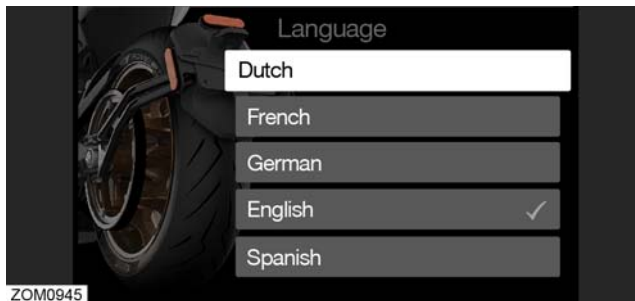 Language
Dutch
French
German
English
Spanish
ZOM0945